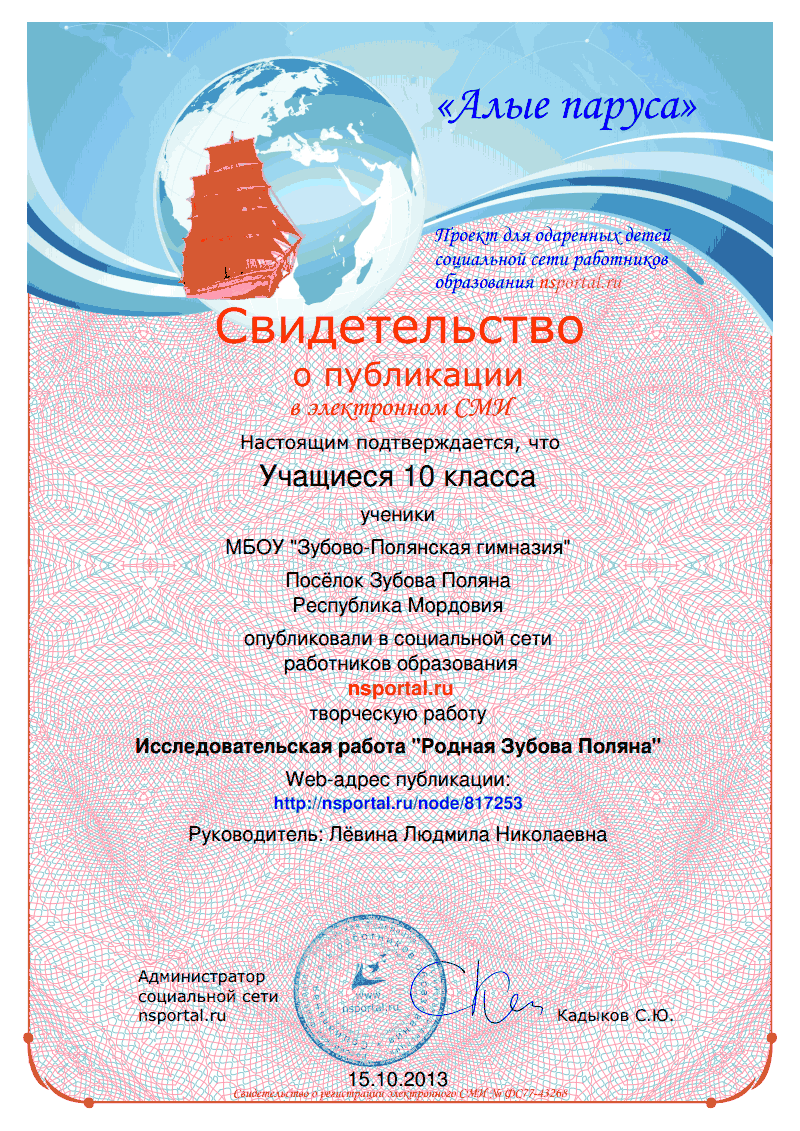 «Алые паруса»
Проект для одаренных детей
социальной сети работников
образования nsportal.ru
Свидетельство
о публикации
в электронном СМИ
Настоящим подтверждается, что
Учащиеся 10 класса
ученики
МБОУ "Зубово-Полянская гимназия"
Посёлок Зубова Поляна
Республика Мордовия
опубликовали в социальной сети
работников образования
nsportal.ru
творческую работу
Исследовательская работа "Родная Зубова Поляна"
Web-адрес публикации:
http://nsportal.ru/node/817253
Руководитель: Лёвина Людмила Николаевна
Администратор
социальной сети
nsportal.ru
www.
nsportal.ru
Кадыков С.Ю.
15.10.2013
Свидетельство о регистрации электронного СМИ № ФС77-43268